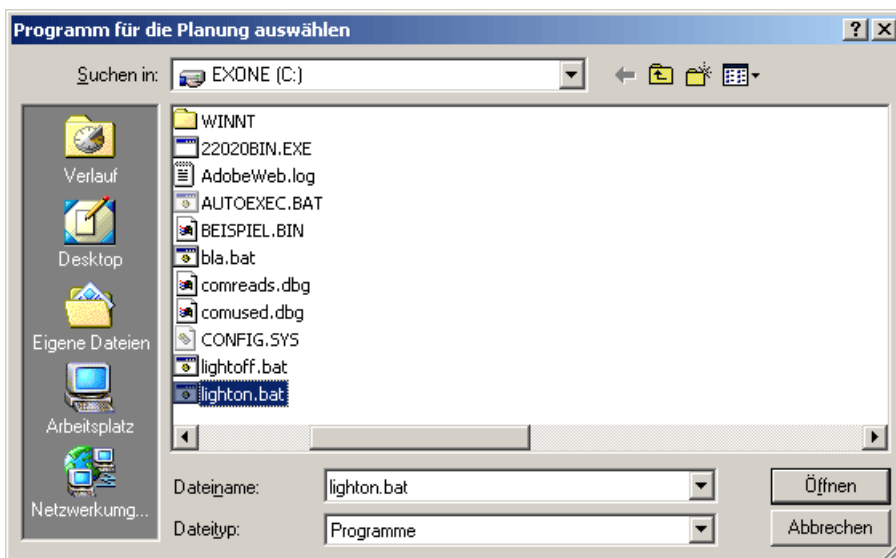 Programm für die Planung auswählen
Suchen in: EXONE (C:)
Verlauf
Desktop
Eigene Dateien
Arbeitsplatz
Netzwerkumg...
WINNT
22020BIN.EXE
AdobeWeb.log
AUTOEXEC.BAT
BEISPIEL.BIN
bla.bat
comreads.dbg
comused.dbg
CONFIG.SYS
lightoff.bat
lighton.bat
Dateiname: lighton.bat Öffnen
Dateityp: Programme Abbrechen